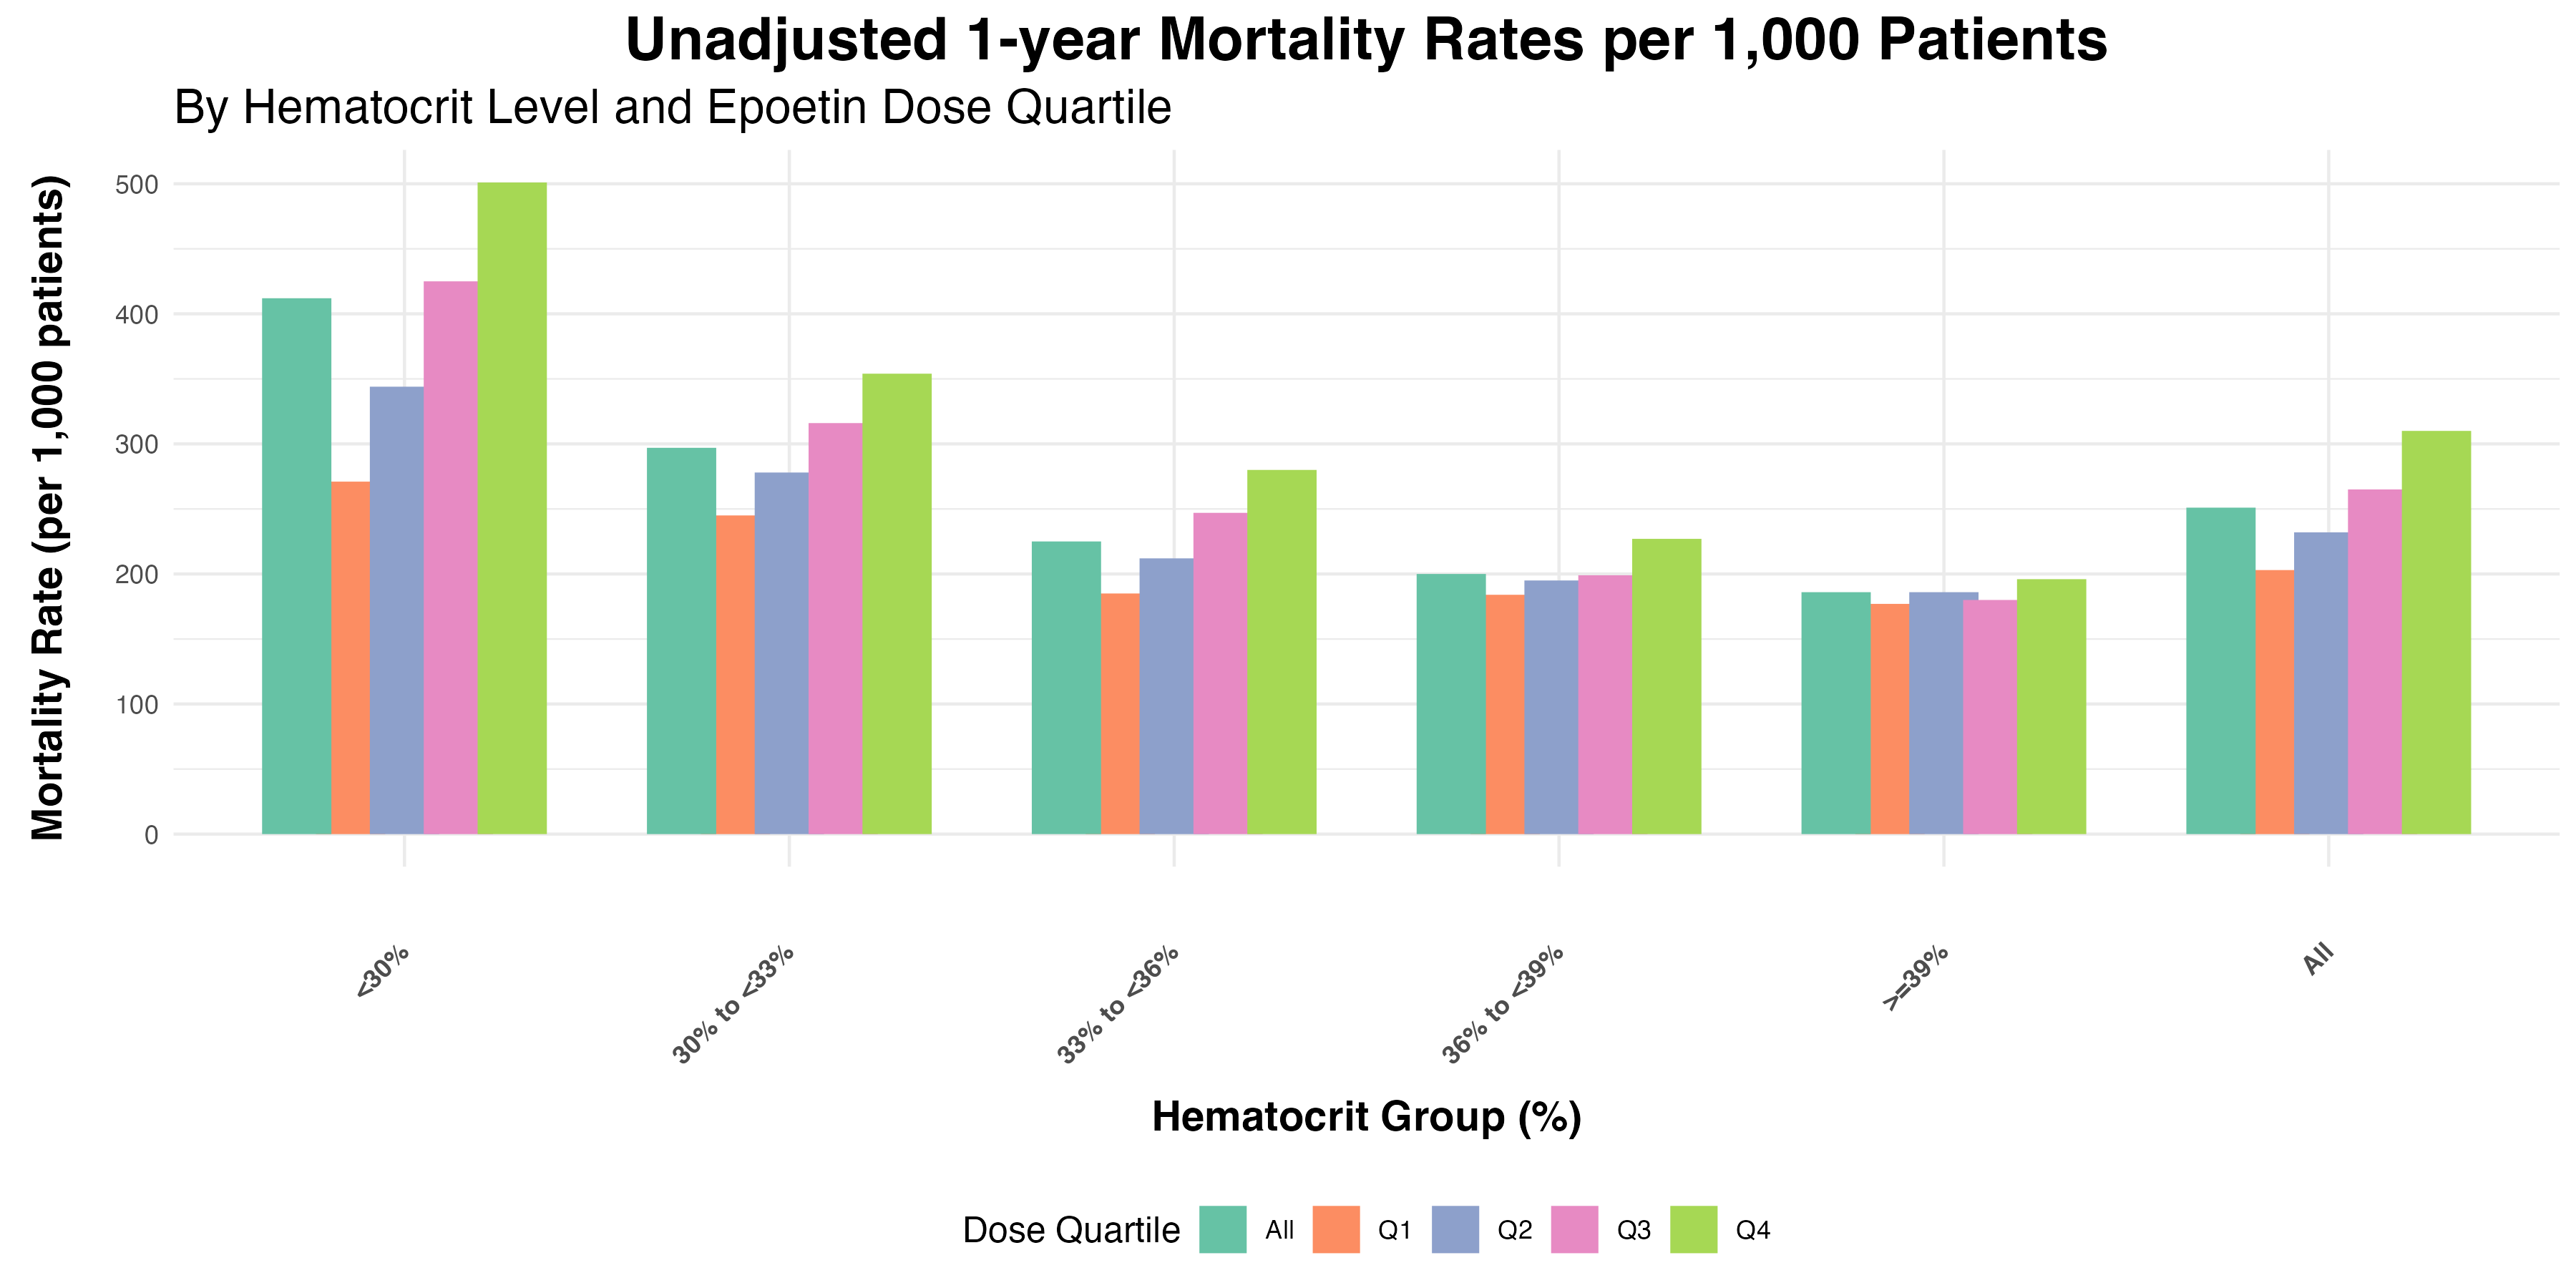 Unadjusted 1-year Mortality Rates per 1,000 Patients
By Hematocrit Level and Epoetin Dose Quartile
Mortality Rate (per 1,000 patients)
500
400
300
200
100
0
<30%
30% to <33%
33% to <36%
36% to <39%
>=39%
All
Hematocrit Group (%)
Dose Quartile All Q1 Q2 Q3 Q4